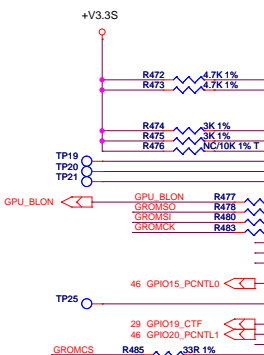 +V3.3S
R472 4.7K 1%
R473 4.7K 1%
R474 3K 1%
R475 3K 1%
R476 NC/10K 1% T
TP19
TP20
TP21
GPU_BLON GPU_BLON R477
GROMSO R478
GROMSI R480
GROMCK R483
46 GPIO15_PCNTL0
TP25
29 GPIO19_CTF
46 GPIO20_PCNTL1
GROMCS R485 33R 1%